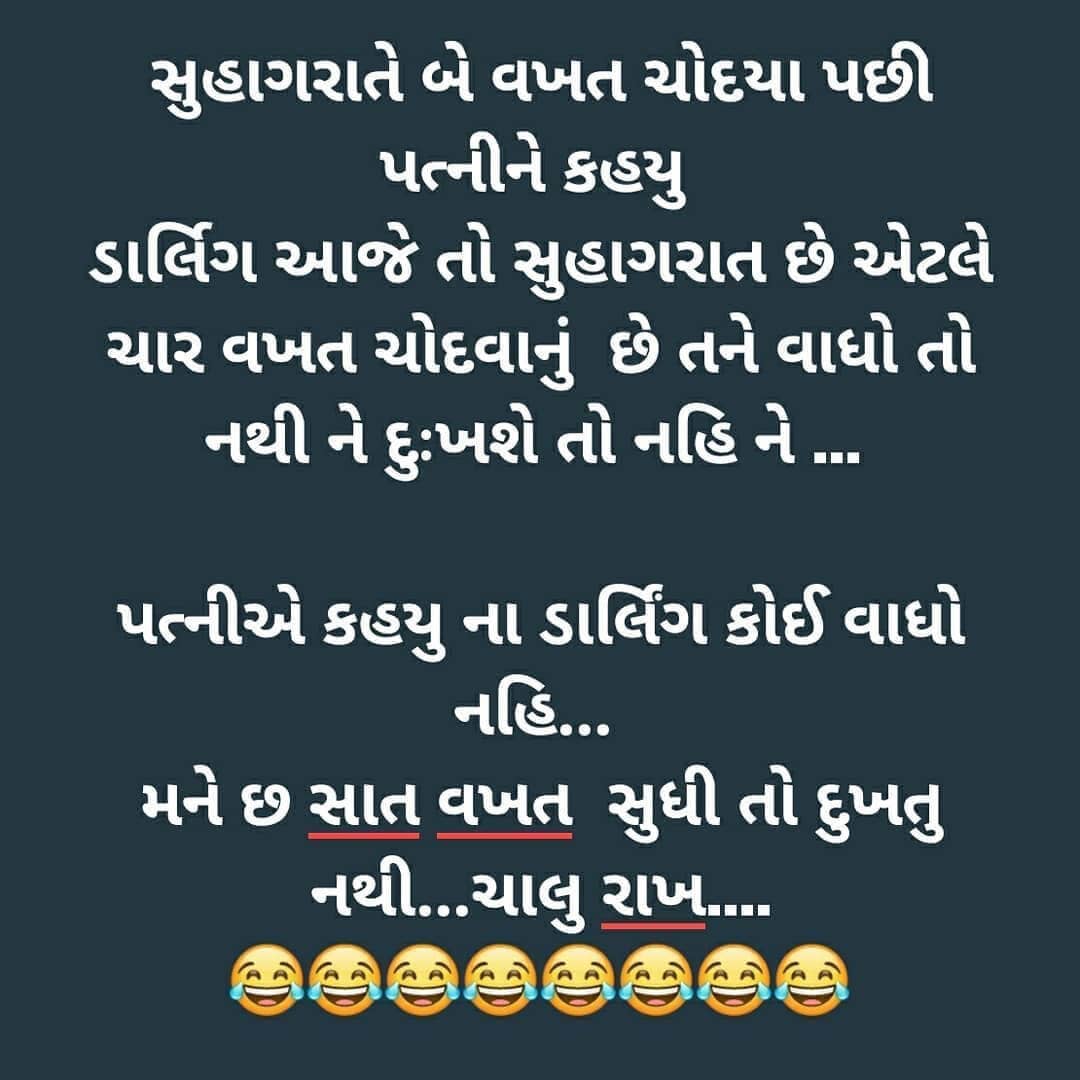 સુહાગરાતે બે વખત ચોદયા પછી
પત્નીને કહયુ
ડાર્લિંગ આજે તો સુહાગરાત છે એટલે
ચાર વખત ચોદવાનું છે તને વાધો તો
નથી ને દુઃખશે તો નહિ ને ...
પત્નીએ કહયુ ના ડાર્લિંગ કોઈ વાધો
નહિ...
મને છ સાત વખત સુધી તો દુખતુ
નથી...ચાલુ રાખ....
😂😂😂😂😂😂😂😂